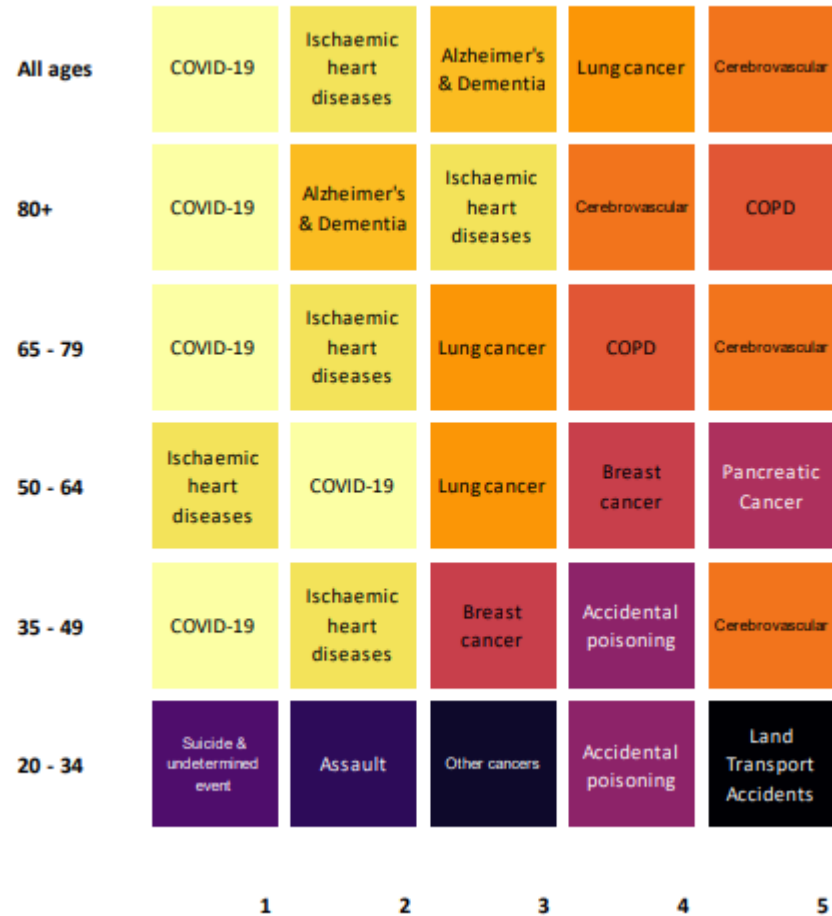 All ages
COVID-19
Ischaemic
heart
diseases
Alzheimer's
& Dementia
Lung cancer
Cerebrovascular
80+
COVID-19
Alzheimer's
& Dementia
Ischaemic
heart
diseases
Cerebrovascular
COPD
65 - 79
COVID-19
Ischaemic
heart
diseases
Lung cancer
COPD
Cerebrovascular
50 - 64
Ischaemic
heart
diseases
COVID-19
Lung cancer
Breast
cancer
Pancreatic
Cancer
35 - 49
COVID-19
Ischaemic
heart
diseases
Breast
cancer
Accidental
poisoning
Cerebrovascular
20 - 34
Suicide &
undetermined
event
Assault
Other cancers
Accidental
poisoning
Land
Transport
Accidents
1 2 3 4 5